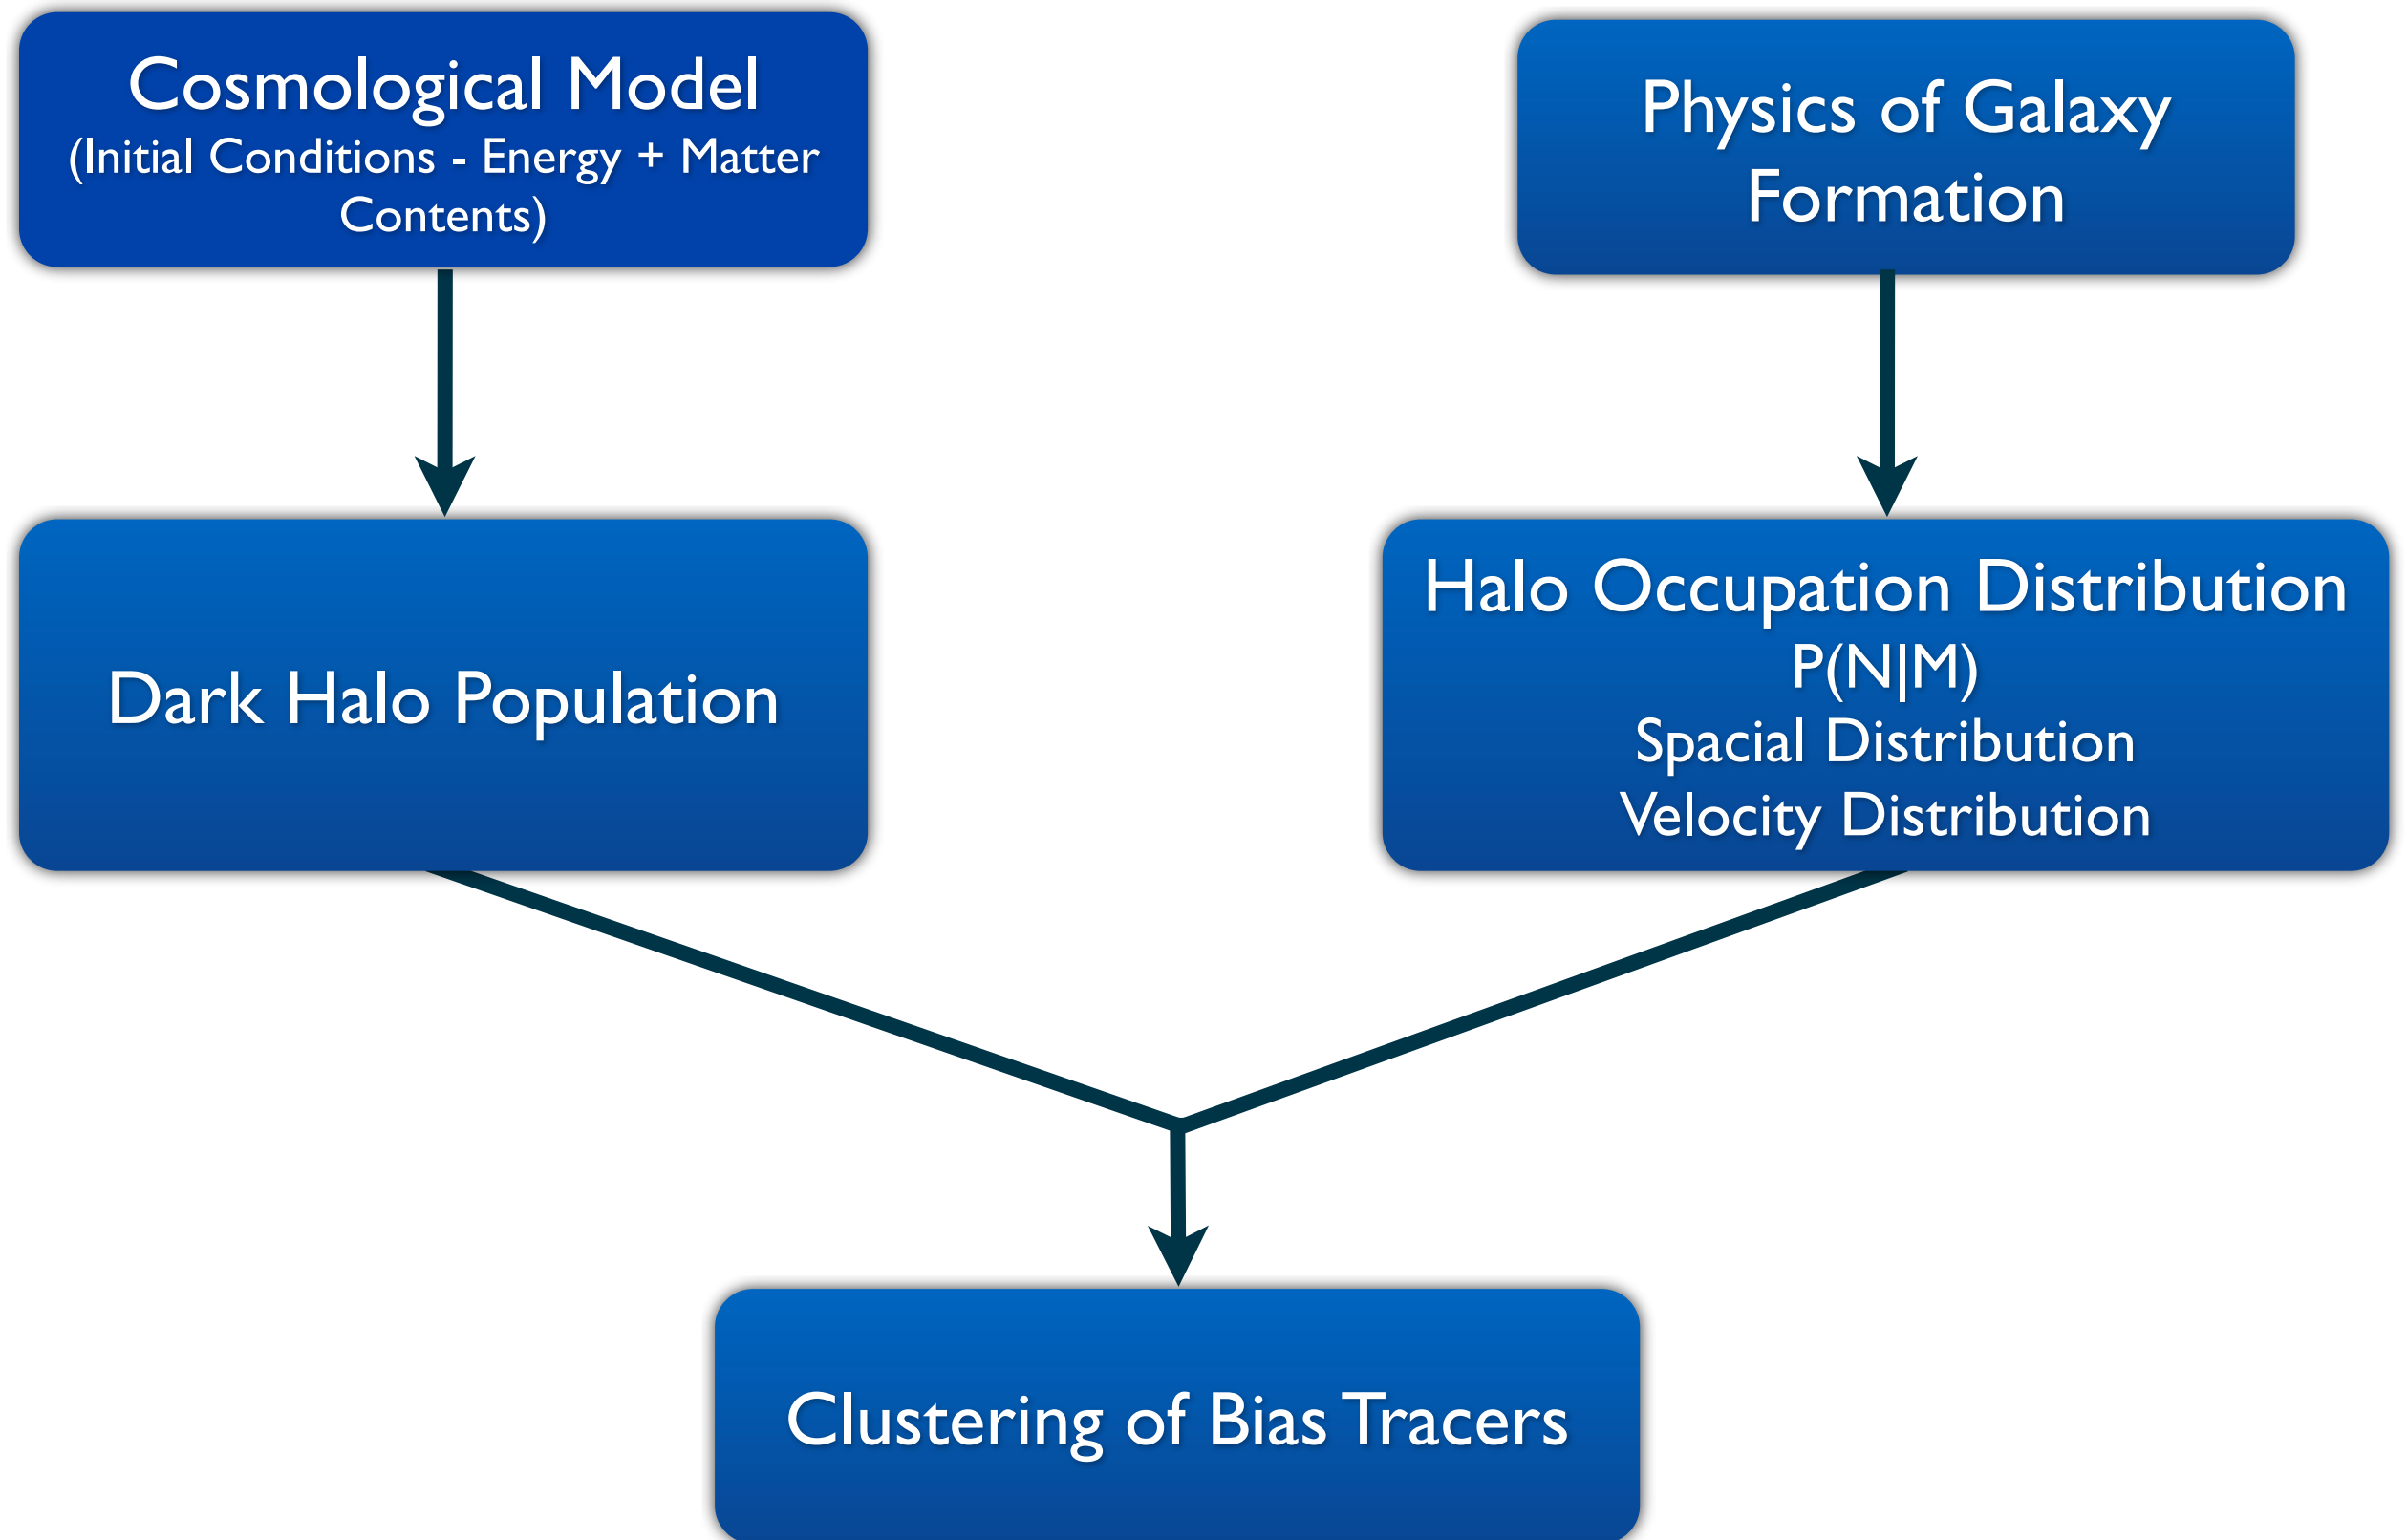 Cosmological Model
(Initial Conditions - Energy + Matter
Contents)
Physics of Galaxy
Formation
Dark Halo Population
Halo Occupation Distribution
P(N|M)
Spacial Distribution
Velocity Distribution
Clustering of Bias Tracers